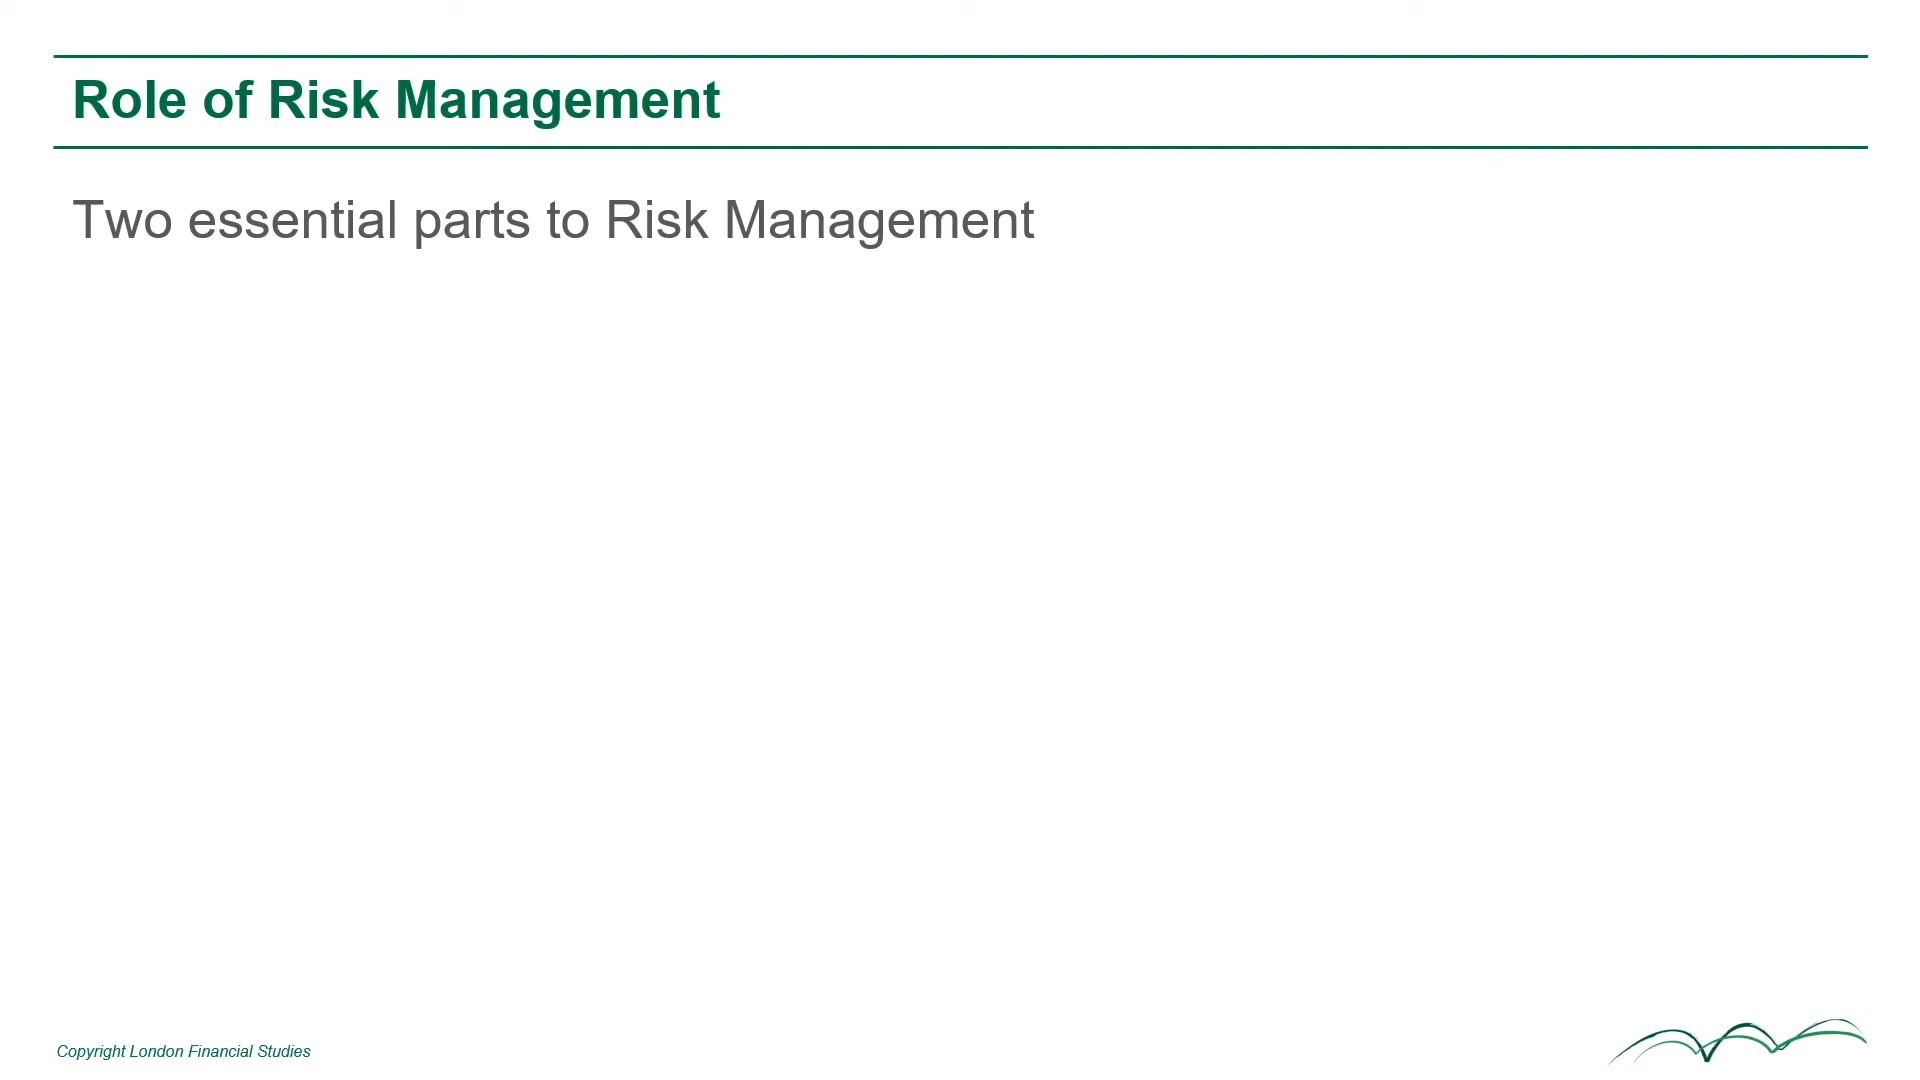 Role of Risk Management
Two essential parts to Risk Management
Copyright London Financial Studies